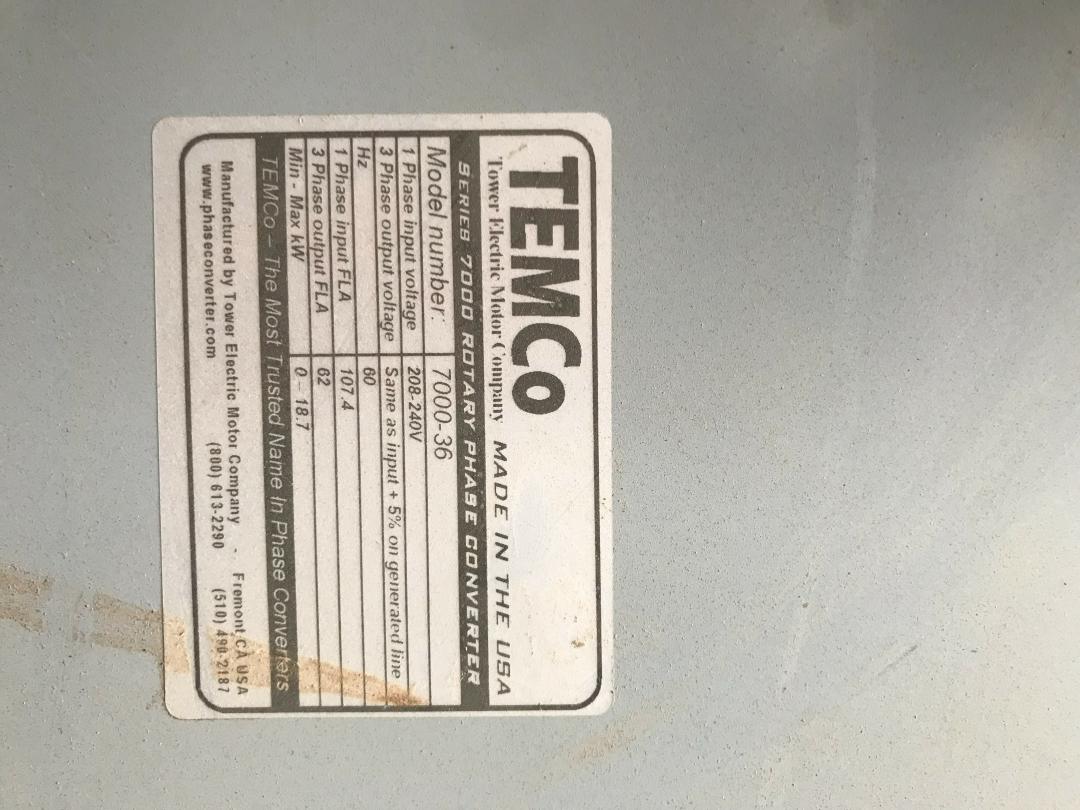 TEMCo
Tower Electric Motor Company MADE IN THE USA
SERIES 7000 ROTARY PHASE CONVERTER
Model number: 7000-36
1 Phase input voltage 208-240V
3 Phase output voltage Same as input + 5% on generated line
Hz 60
1 Phase input FLA 107.4
3 Phase output FLA 62
Min - Max kW 0 - 18.7
TEMCo – The Most Trusted Name In Phase Converters
Manufactured by Tower Electric Motor Company - Fremont CA USA
www.phaseconverter.com (800) 613-2290 (510) 490-2187